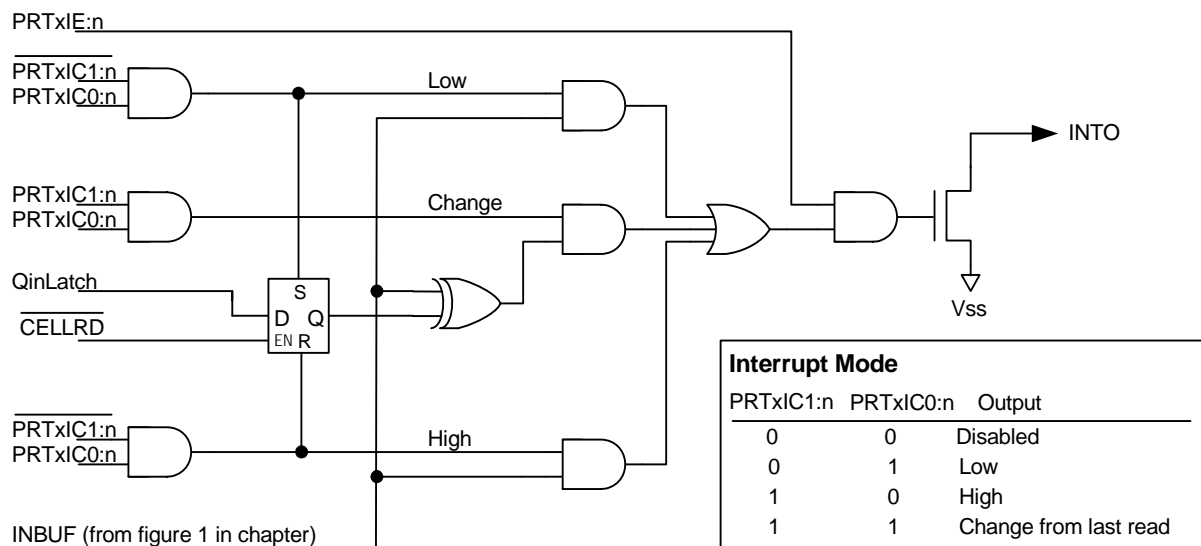 PRTxIE:n
PRTxIC1:n
PRTxIC0:n
Low
INTO
PRTxIC1:n
PRTxIC0:n
Change
QinLatch
S
D Q
CELLRD
EN R
Vss
PRTxIC1:n
PRTxIC0:n
High
INBUF (from figure 1 in chapter)
Interrupt Mode
PRTxIC1:n PRTxIC0:n Output
0 0 Disabled
0 1 Low
1 0 High
1 1 Change from last read